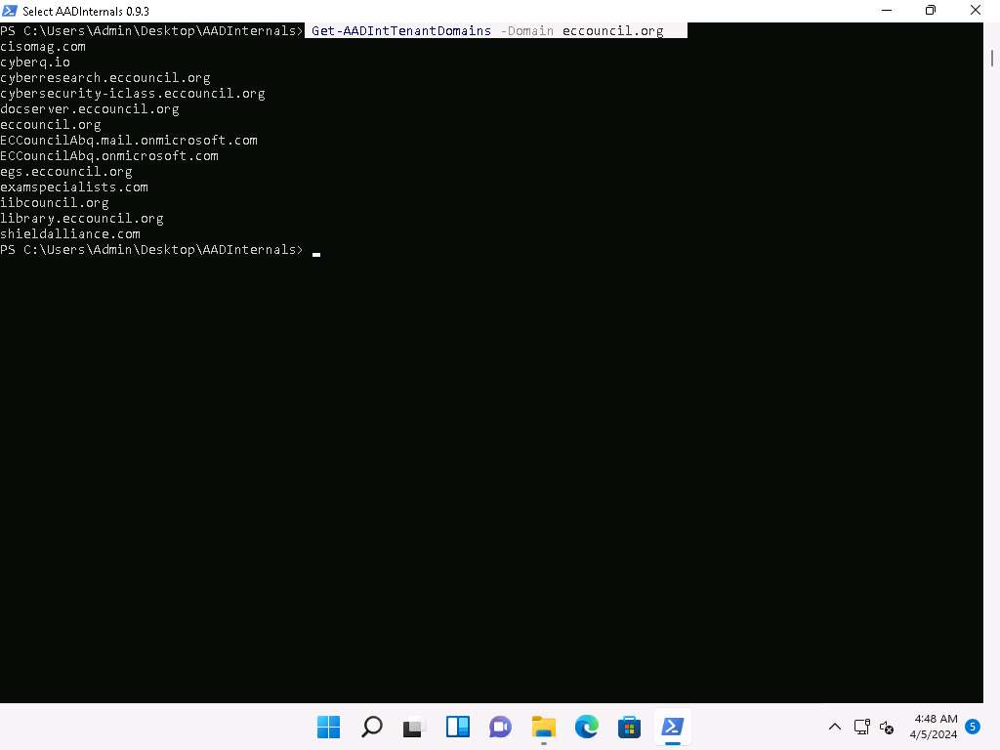 Select AADInternals 0.9.3
PS C:\Users\Admin\Desktop\AADInternals> Get-AADIntTenantDomains -Domain eccouncil.org
cisomag.com
cyberq.io
cyberresearch.eccouncil.org
cybersecurity-iclass.eccouncil.org
docserver.eccouncil.org
eccouncil.org
ECCouncilAbq.mail.onmicrosoft.com
ECCouncilAbq.onmicrosoft.com
egs.eccouncil.org
examspecialists.com
iibcouncil.org
library.eccouncil.org
shieldalliance.com
PS C:\Users\Admin\Desktop\AADInternals>
4:48 AM
4/5/2024
5